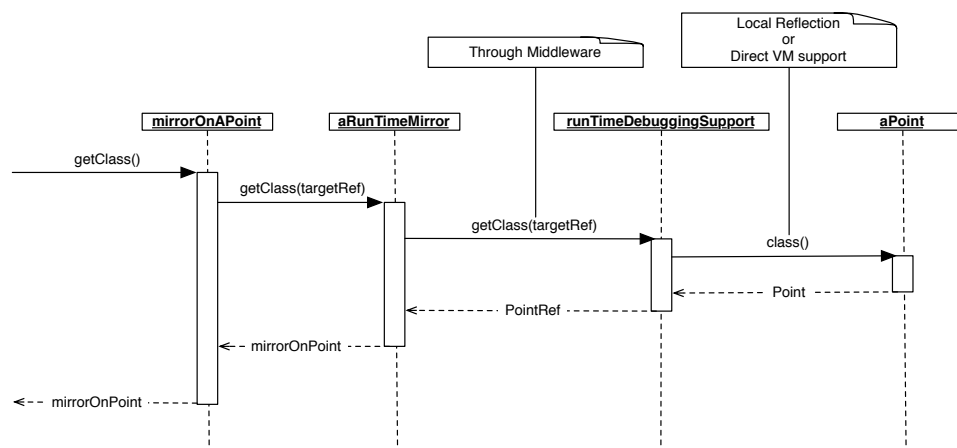 Local Reflection
or
Direct VM support
Through Middleware
mirrorOnAPoint
aRunTimeMirror
runTimeDebuggingSupport
aPoint
getClass()
getClass(targetRef)
getClass(targetRef)
class()
Point
PointRef
mirrorOnPoint
mirrorOnPoint